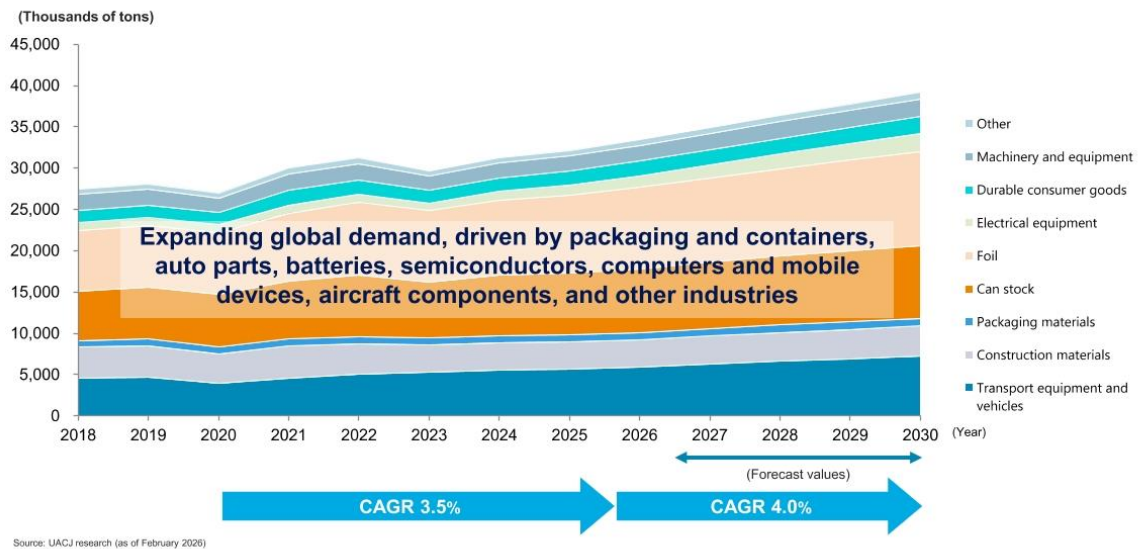 (Thousands of tons)
45,000
40,000
35,000
30,000
25,000
20,000
15,000
10,000
5,000
0
Expanding global demand, driven by packaging and containers,
auto parts, batteries, semiconductors, computers and mobile
devices, aircraft components, and other industries
2018 2019 2020 2021 2022 2023 2024 2025 2026 2027 2028 2029 2030 (Year)
Other
Machinery and equipment
Durable consumer goods
Electrical equipment
Foil
Can stock
Packaging materials
Construction materials
Transport equipment and
vehicles
(Forecast values)
CAGR 3.5%
CAGR 4.0%
Source: UACJ research (as of February 2026)